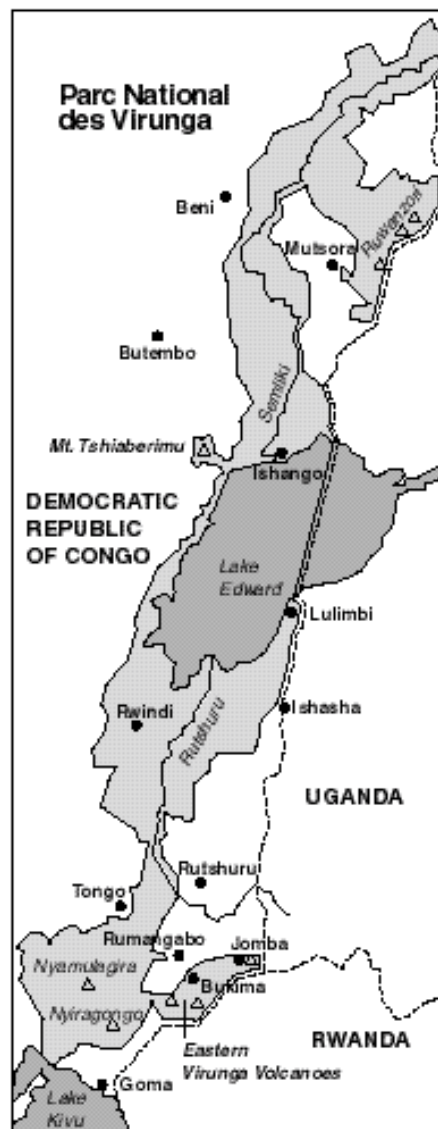 Parc National
des Virunga
Beni
Ruwanzori
Mutsora
Butembo
Semliki
Mt. Tshiaberimu
Ishango
DEMOCRATIC
REPUBLIC
OF CONGO
Lake
Edward
Lulimbi
Rwindi
Rutshuru
Ishasha
UGANDA
Rutshuru
Tongo
Rumangabo
Jomba
Nyamulagira
Bukima
Nyiragongo
Eastern
Virunga Volcanoes
RWANDA
Goma
Lake
Kivu